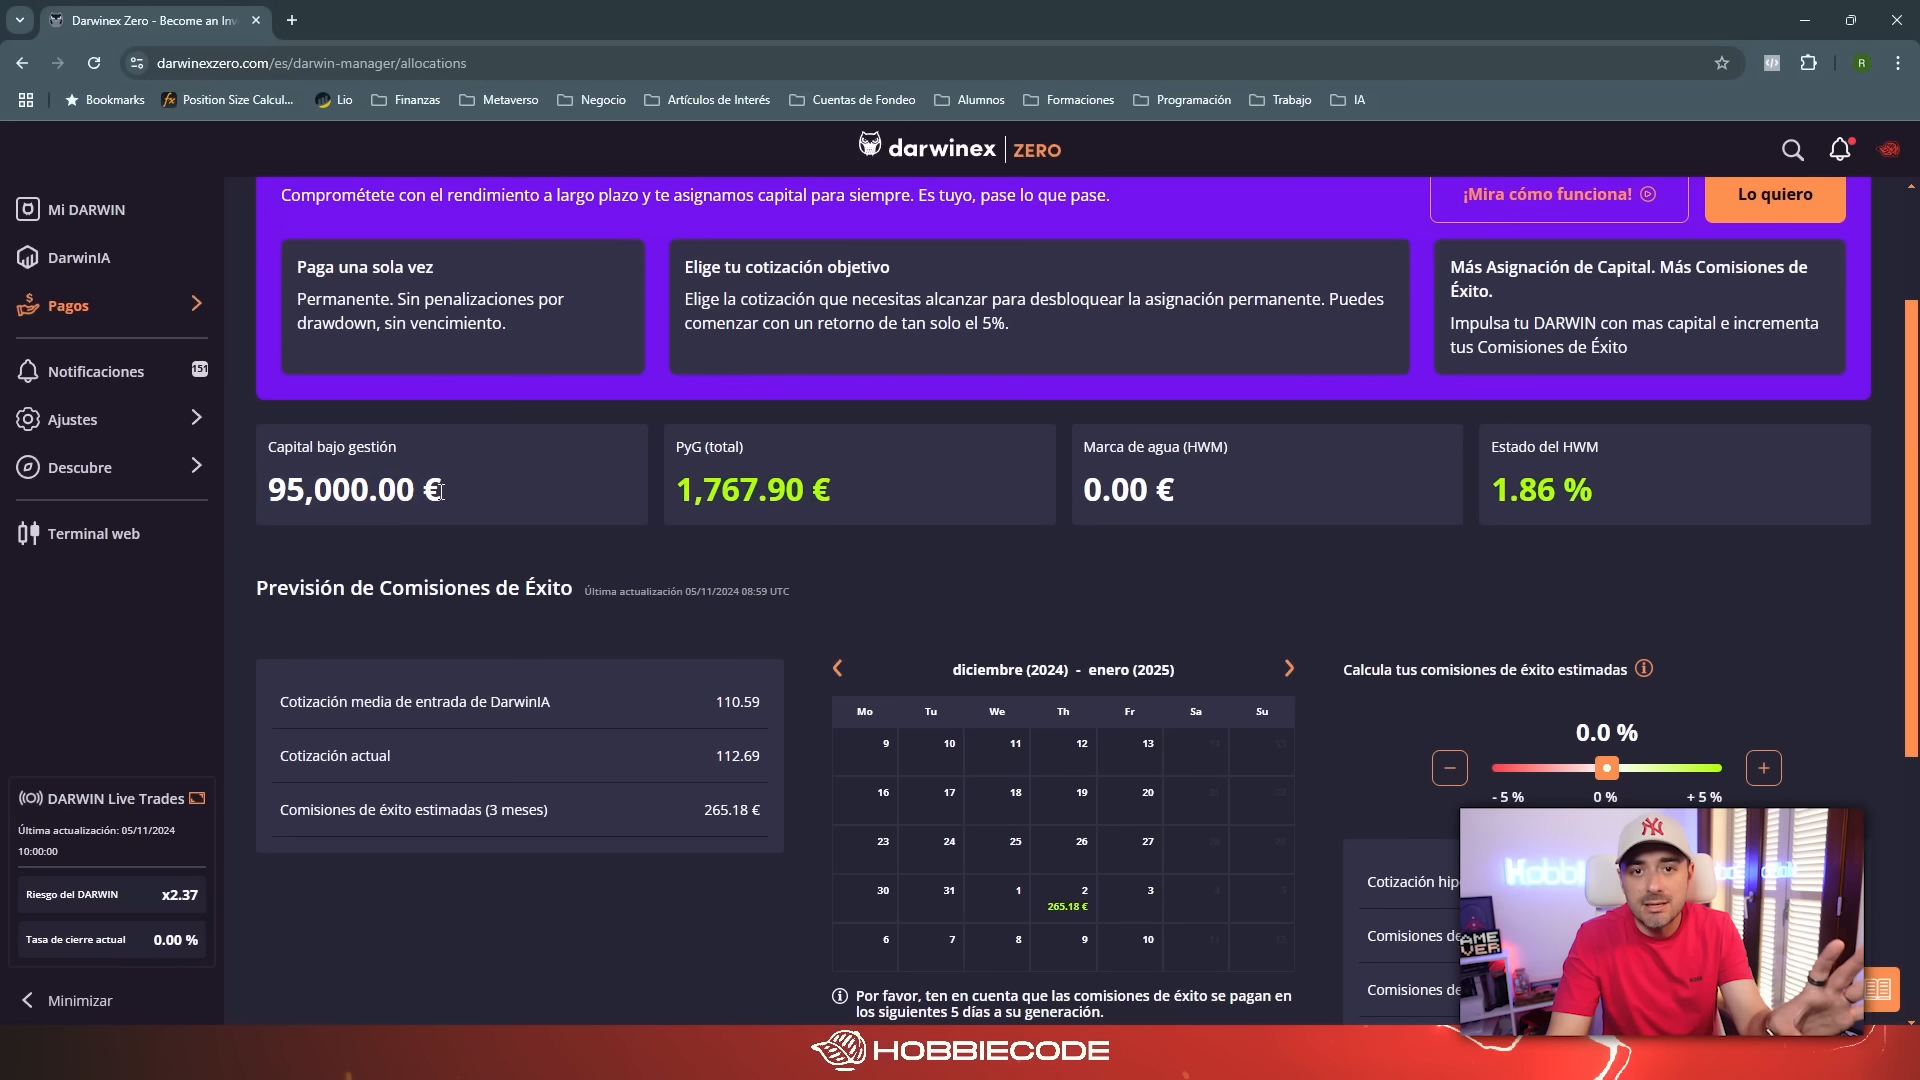 Darwinex Zero - Become an Inv
darwinexzero.com/es/darwin-manager/allocations
Bookmarks
Position Size Calcul...
Lio
Finanzas
Metaverso
Negocio
Artículos de Interés
Cuentas de Fondeo
Alumnos
Formaciones
Programación
Trabajo
IA
R
darwinex | ZERO
Mi DARWIN
DarwinIA
Pagos
Notificaciones
151
Ajustes
Descubre
Terminal web
Comprométete con el rendimiento a largo plazo y te asignamos capital para siempre. Es tuyo, pase lo que pase.
¡Mira cómo funciona!
Lo quiero
Paga una sola vez
Permanente. Sin penalizaciones por
drawdown, sin vencimiento.
Elige tu cotización objetivo
Elige la cotización que necesitas alcanzar para desbloquear la asignación permanente. Puedes
comenzar con un retorno de tan solo el 5%.
Más Asignación de Capital. Más Comisiones de
Éxito.
Impulsa tu DARWIN con mas capital e incrementa
tus Comisiones de Éxito
Capital bajo gestión
95,000.00 €
PyG (total)
1,767.90 €
Marca de agua (HWM)
0.00 €
Estado del HWM
1.86 %
Previsión de Comisiones de Éxito
Última actualización 05/11/2024 08:59 UTC
Cotización media de entrada de DarwinIA 110.59
Cotización actual 112.69
Comisiones de éxito estimadas (3 meses) 265.18 €
diciembre (2024) - enero (2025)
Mo Tu We Th Fr Sa Su
9 10 11 12 13
16 17 18 19 20
23 24 25 26 27
30 31 1 2 3
265.18 €
6 7 8 9 10
Por favor, ten en cuenta que las comisiones de éxito se pagan en
los siguientes 5 días a su generación.
Calcula tus comisiones de éxito estimadas
0.0 %
- 5 % 0 % + 5 %
Cotización hip
Comisiones de
Comisiones de
DARWIN Live Trades
Última actualización: 05/11/2024
10:00:00
Riesgo del DARWIN x2.37
Tasa de cierre actual 0.00 %
Minimizar
HOBBIECODE